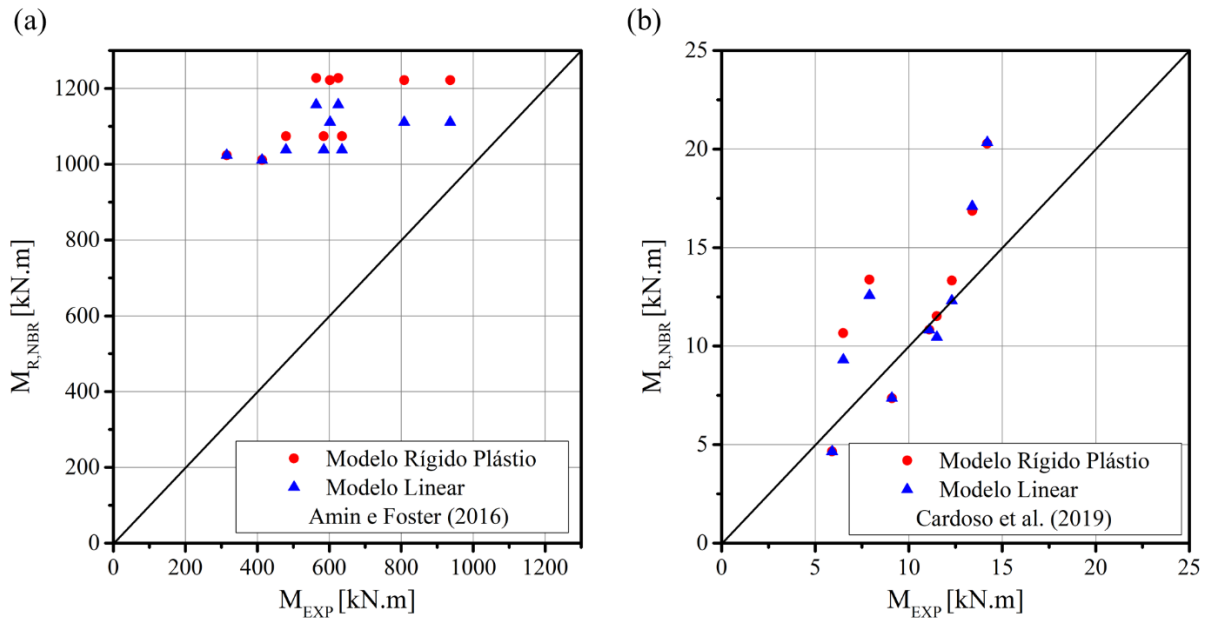 (a)
M_R,NBR [kN.m]
1200
1000
800
600
400
200
0
0 200 400 600 800 1000 1200
M_EXP [kN.m]
Modelo Rígido Plástio
Modelo Linear
Amin e Foster (2016)
(b)
M_R,NBR [kN.m]
25
20
15
10
5
0
0 5 10 15 20 25
M_EXP [kN.m]
Modelo Rígido Plástio
Modelo Linear
Cardoso et al. (2019)